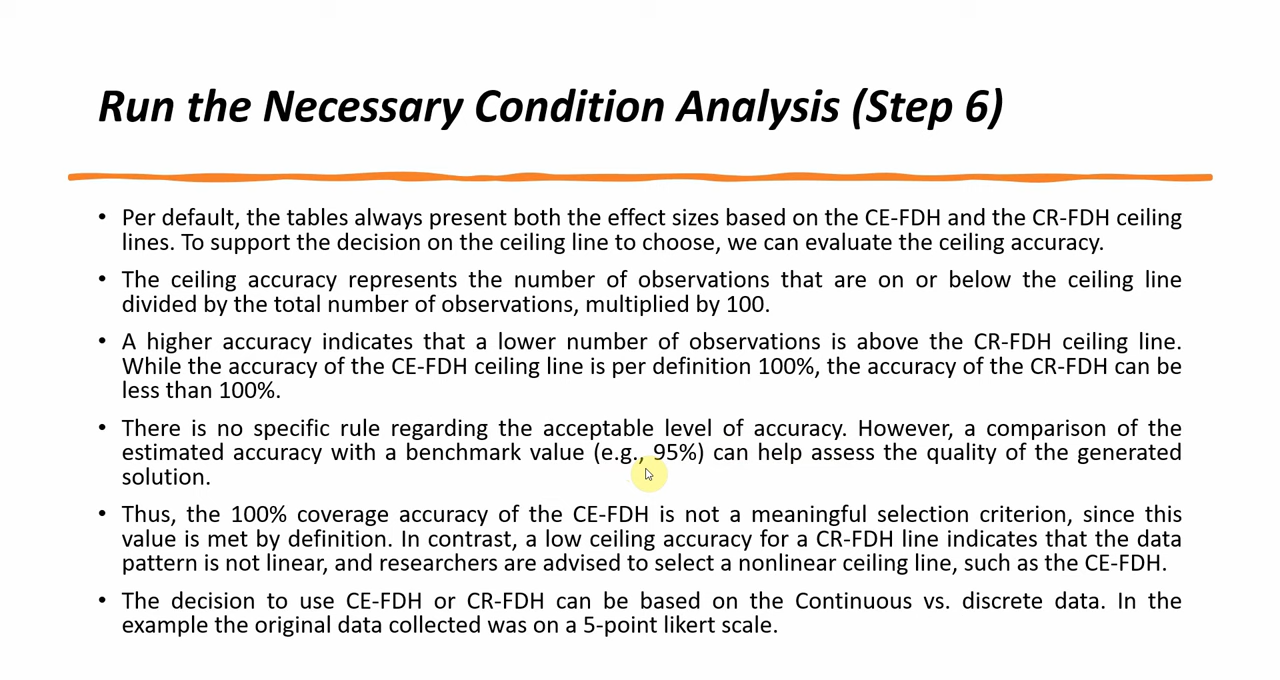 Run the Necessary Condition Analysis (Step 6)
• Per default, the tables always present both the effect sizes based on the CE-FDH and the CR-FDH ceiling
lines. To support the decision on the ceiling line to choose, we can evaluate the ceiling accuracy.
• The ceiling accuracy represents the number of observations that are on or below the ceiling line
divided by the total number of observations, multiplied by 100.
• A higher accuracy indicates that a lower number of observations is above the CR-FDH ceiling line.
While the accuracy of the CE-FDH ceiling line is per definition 100%, the accuracy of the CR-FDH can be
less than 100%.
• There is no specific rule regarding the acceptable level of accuracy. However, a comparison of the
estimated accuracy with a benchmark value (e.g., 95%) can help assess the quality of the generated
solution.
• Thus, the 100% coverage accuracy of the CE-FDH is not a meaningful selection criterion, since this
value is met by definition. In contrast, a low ceiling accuracy for a CR-FDH line indicates that the data
pattern is not linear, and researchers are advised to select a nonlinear ceiling line, such as the CE-FDH.
• The decision to use CE-FDH or CR-FDH can be based on the Continuous vs. discrete data. In the
example the original data collected was on a 5-point likert scale.